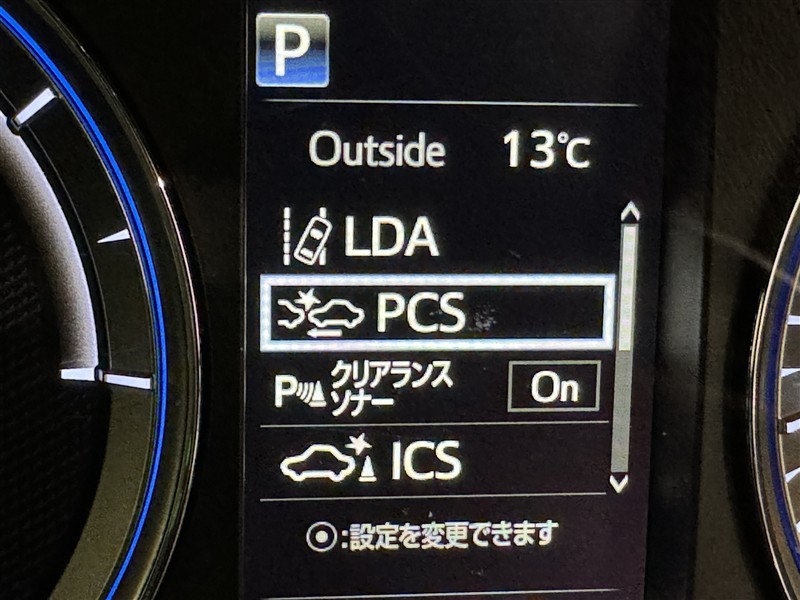 P
Outside 13℃
LDA
PCS
P クリアランス
ソナー On
ICS
⦿:設定を変更できます